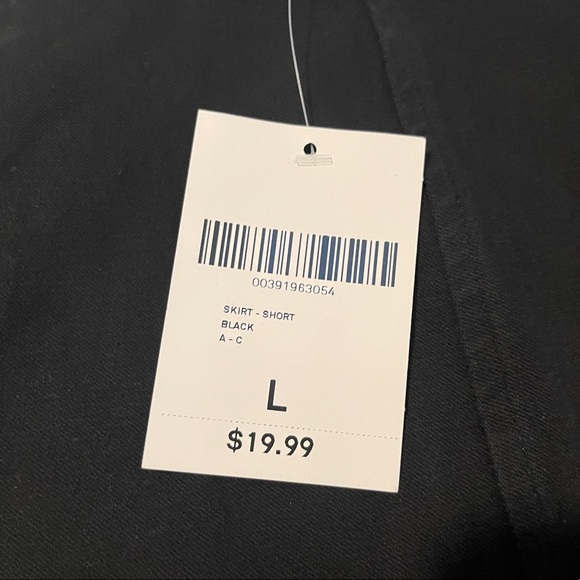 00391963054
SKIRT - SHORT
BLACK
A - C
L
$19.99